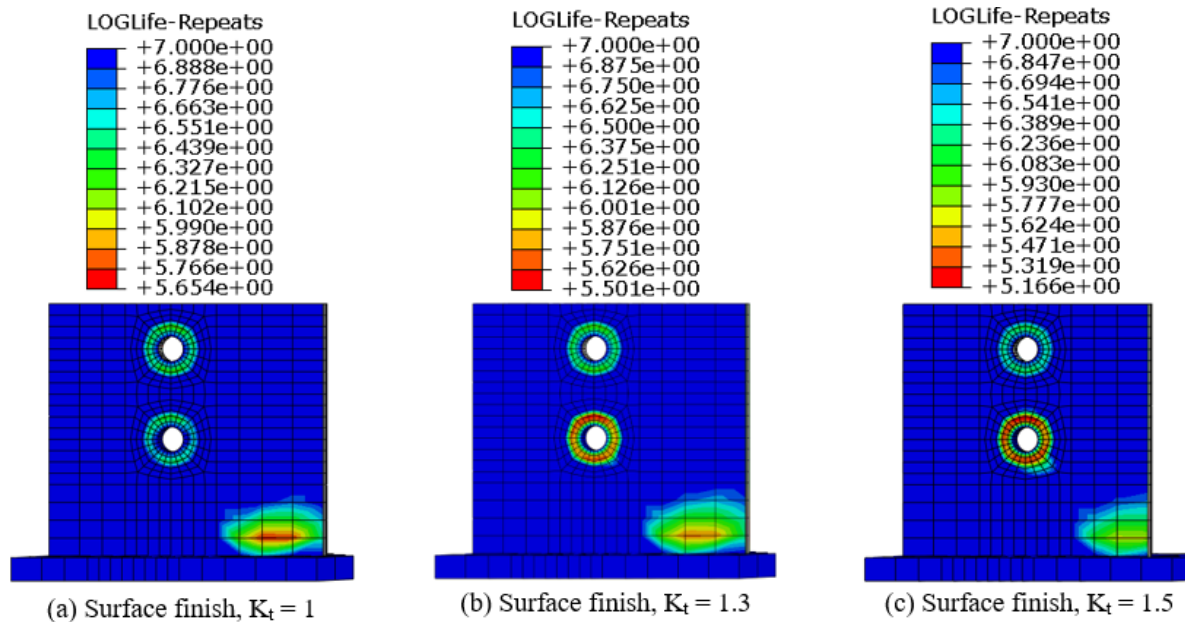 LOGLife-Repeats
+7.000e+00
+6.888e+00
+6.776e+00
+6.663e+00
+6.551e+00
+6.439e+00
+6.327e+00
+6.215e+00
+6.102e+00
+5.990e+00
+5.878e+00
+5.766e+00
+5.654e+00
(a) Surface finish, Kt = 1
LOGLife-Repeats
+7.000e+00
+6.875e+00
+6.750e+00
+6.625e+00
+6.500e+00
+6.375e+00
+6.251e+00
+6.126e+00
+6.001e+00
+5.876e+00
+5.751e+00
+5.626e+00
+5.501e+00
(b) Surface finish, Kt = 1.3
LOGLife-Repeats
+7.000e+00
+6.847e+00
+6.694e+00
+6.541e+00
+6.389e+00
+6.236e+00
+6.083e+00
+5.930e+00
+5.777e+00
+5.624e+00
+5.471e+00
+5.319e+00
+5.166e+00
(c) Surface finish, Kt = 1.5